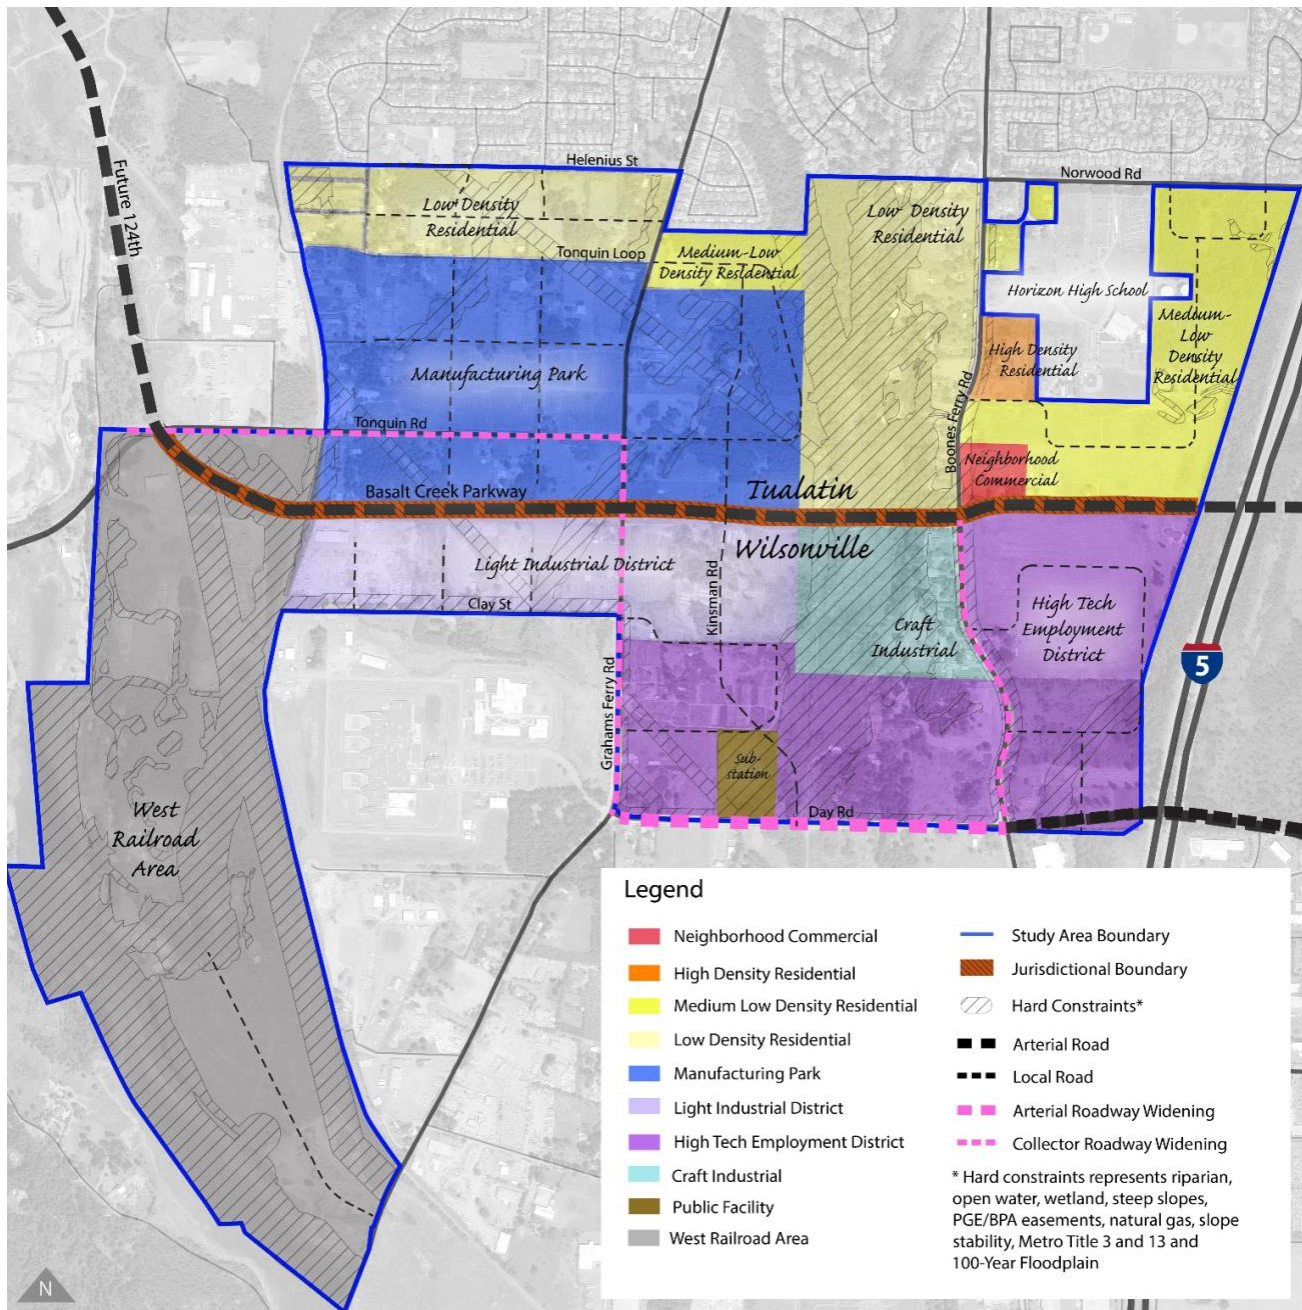 Helenius St
Norwood Rd
Future 124th
Low Density
Residential
Low Density
Residential
Tonquin Loop
Medium-Low
Density Residential
Horizon High School
Medium-
Low
Density
Residential
High Density
Residential
Manufacturing Park
Boones Ferry Rd
Tonquin Rd
Neighborhood
Commercial
Basalt Creek Parkway
Tualatin
Wilsonville
Light Industrial District
Kinsman Rd
Clay St
Craft
Industrial
High Tech
Employment
District
5
Grahams Ferry Rd
Sub-
station
Day Rd
West
Railroad
Area
Legend
Neighborhood Commercial
High Density Residential
Medium Low Density Residential
Low Density Residential
Manufacturing Park
Light Industrial District
High Tech Employment District
Craft Industrial
Public Facility
West Railroad Area
Study Area Boundary
Jurisdictional Boundary
Hard Constraints*
Arterial Road
Local Road
Arterial Roadway Widening
Collector Roadway Widening
* Hard constraints represents riparian,
open water, wetland, steep slopes,
PGE/BPA easements, natural gas, slope
stability, Metro Title 3 and 13 and
100-Year Floodplain
N